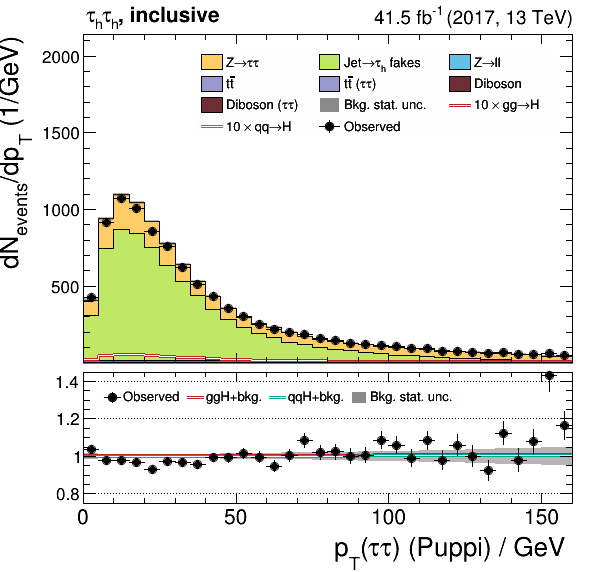 τhτh, inclusive 41.5 fb⁻¹ (2017, 13 TeV)
dNevents/dpT (1/GeV)
2000
1500
1000
500
Z→ττ Jet→τh fakes Z→ll
tt̄ tt̄ (ττ) Diboson
Diboson (ττ) Bkg. stat. unc. 10 × gg→H
10 × qq→H Observed
1.4
1.2
1
0.8
Observed ggH+bkg. qqH+bkg. Bkg. stat. unc.
0 50 100 150
pT(ττ) (Puppi) / GeV